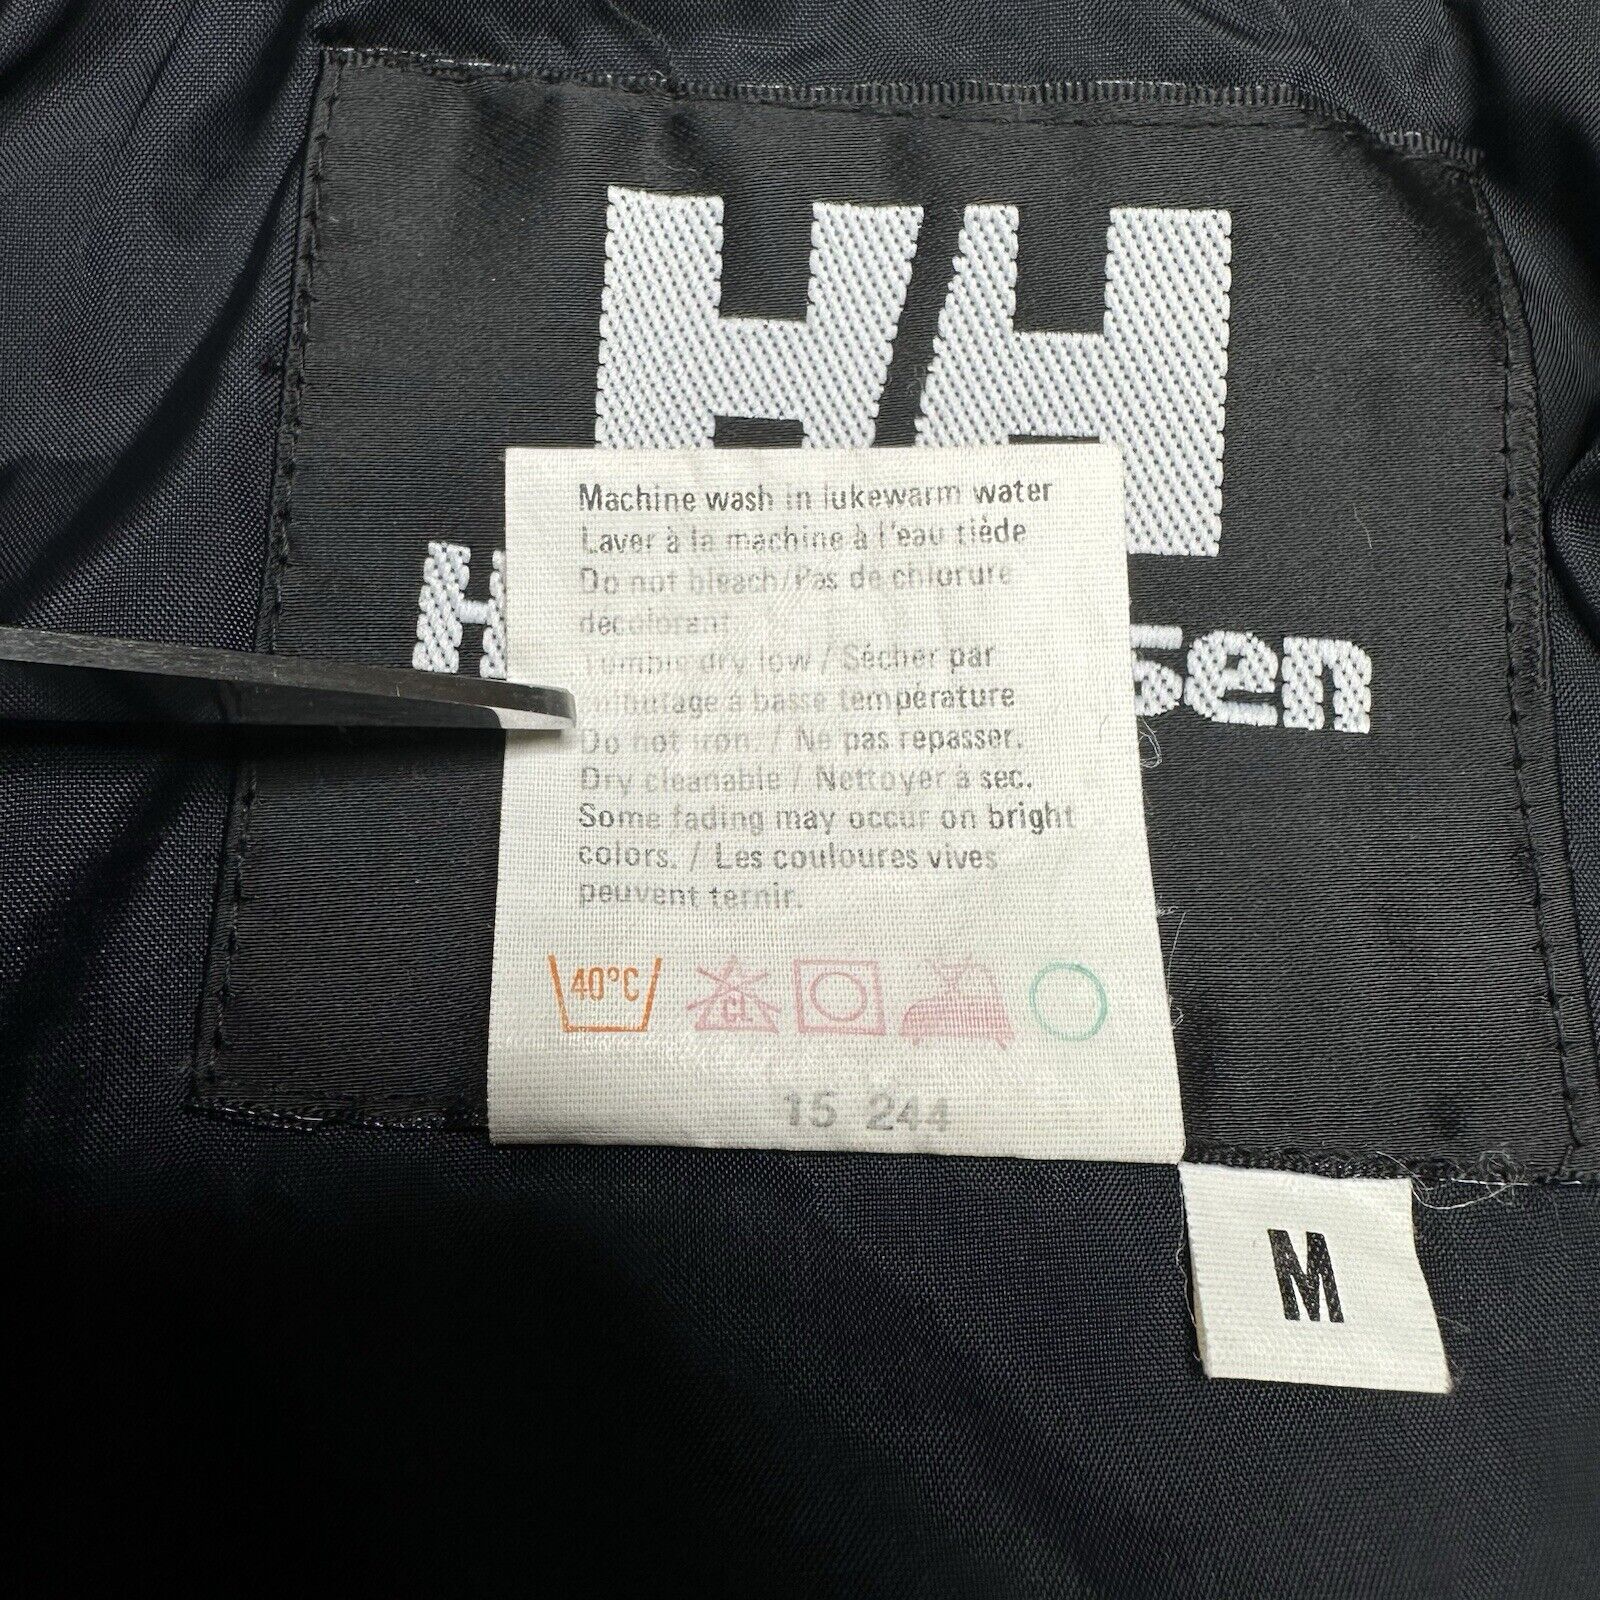 HH
H
sen
Machine wash in lukewarm water
Laver à la machine à l'eau tiède
Do not bleach/Pas de chlorure
décolorant
Tumble dry low / Sécher par
culbutage à basse température
Do not iron. / Ne pas repasser.
Dry cleanable / Nettoyer à sec.
Some fading may occur on bright
colors. / Les couloures vives
peuvent ternir.
40°C
CL
15 244
M